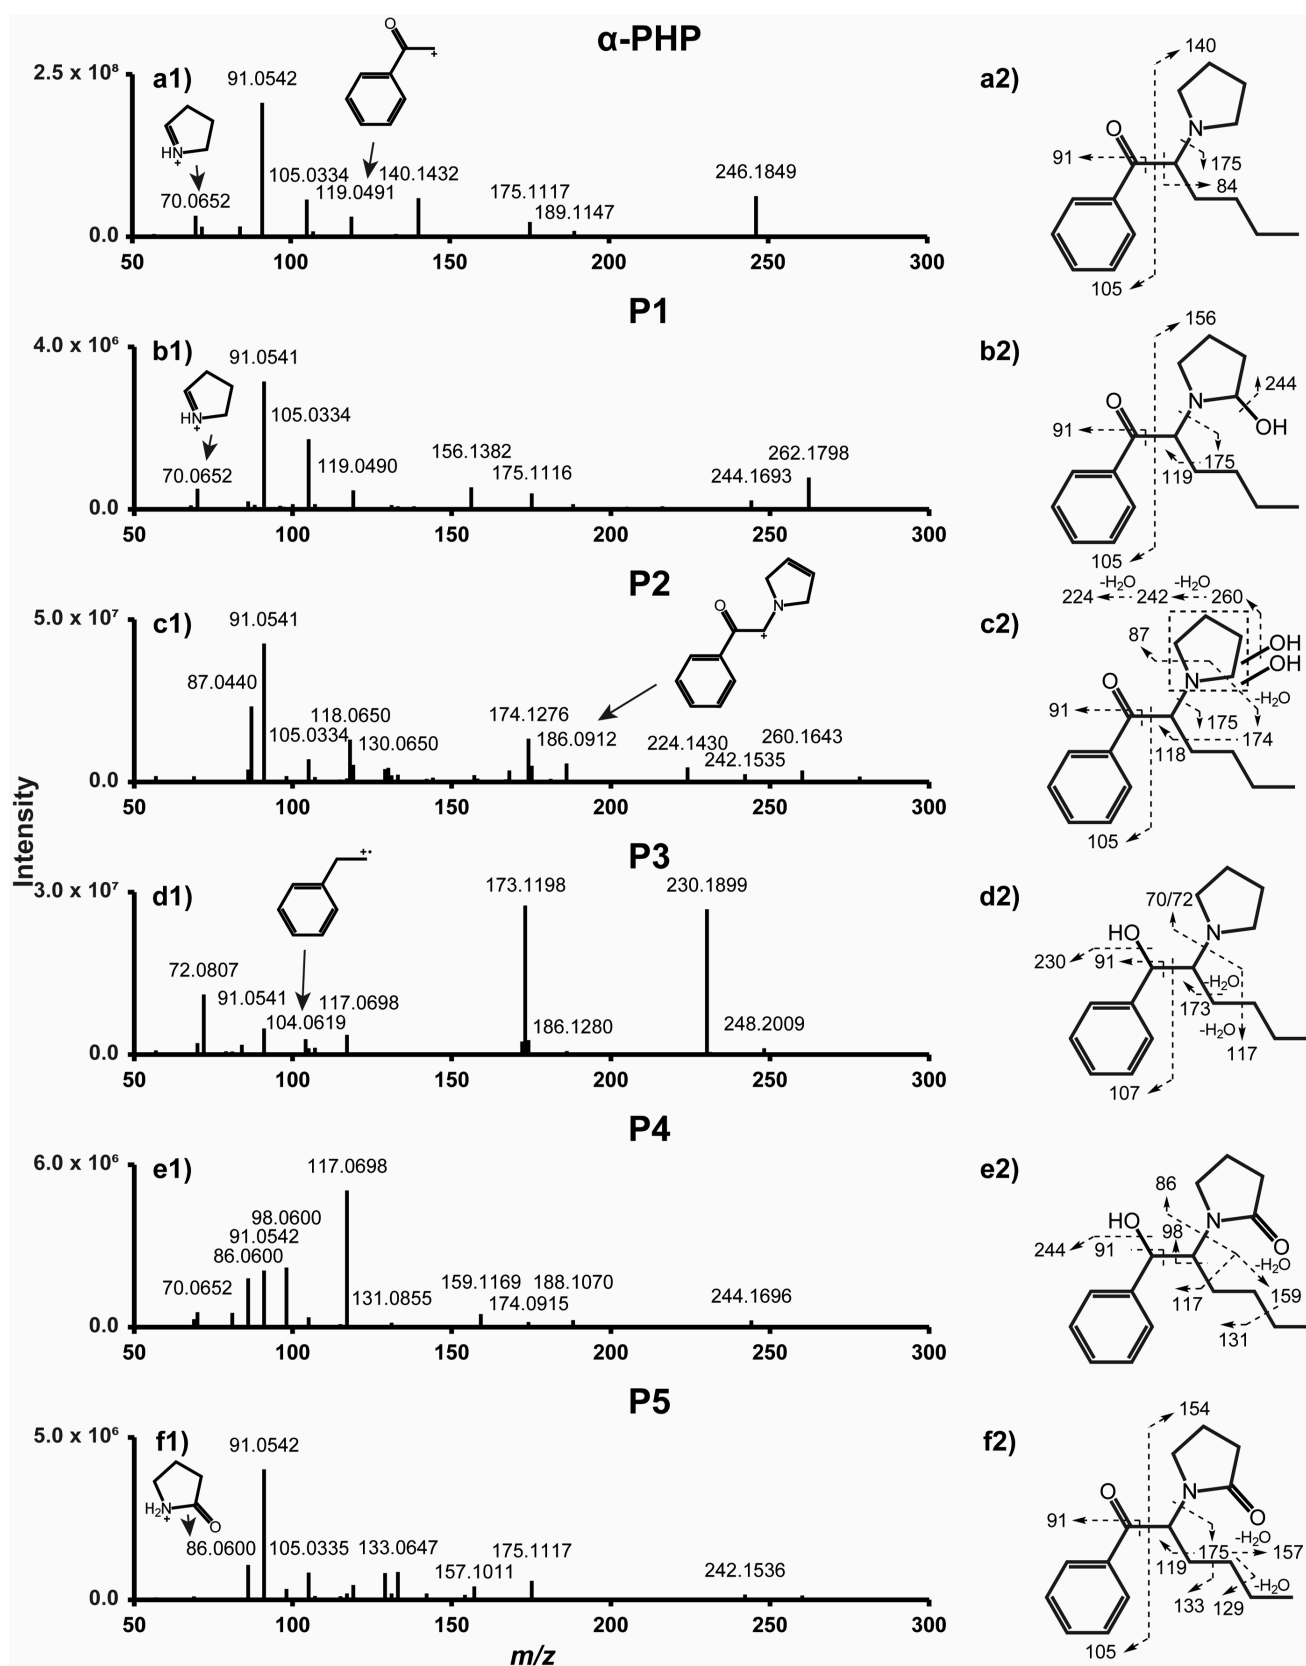 α-PHP
2.5 x 10⁸
a1)
91.0542
O
+
HN
+
70.0652
105.0334
119.0491
140.1432
175.1117
189.1147
246.1849
0.0
50 100 150 200 250 300
a2)
140
O
N
91
175
84
105
P1
4.0 x 10⁶
b1)
91.0541
HN
+
105.0334
70.0652
119.0490
156.1382
175.1116
244.1693
262.1798
0.0
50 100 150 200 250 300
b2)
156
O
N
244
OH
91
175
119
105
P2
5.0 x 10⁷
c1)
91.0541
O
N
+
87.0440
118.0650
105.0334
130.0650
174.1276
186.0912
224.1430
242.1535
260.1643
0.0
50 100 150 200 250 300
c2)
-H₂O -H₂O
224 242 260
87
OH
OH
O
N
-H₂O
91
175
174
118
105
P3
Intensity
3.0 x 10⁷
d1)
+•
173.1198
230.1899
72.0807
91.0541
117.0698
104.0619
186.1280
248.2009
0.0
50 100 150 200 250 300
d2)
70/72
HO
N
230
91
-H₂O
173
-H₂O
117
107
P4
6.0 x 10⁶
e1)
117.0698
98.0600
91.0542
86.0600
70.0652
131.0855
159.1169
174.0915
188.1070
244.1696
0.0
50 100 150 200 250 300
e2)
86
HO
N
98
O
244
91
-H₂O
117
159
131
P5
5.0 x 10⁶
f1)
91.0542
H₂N
+
O
86.0600
105.0335
133.0647
157.1011
175.1117
242.1536
0.0
50 100 150 200 250 300
m/z
f2)
154
O
N
O
91
-H₂O
175
157
119
-H₂O
133
129
105